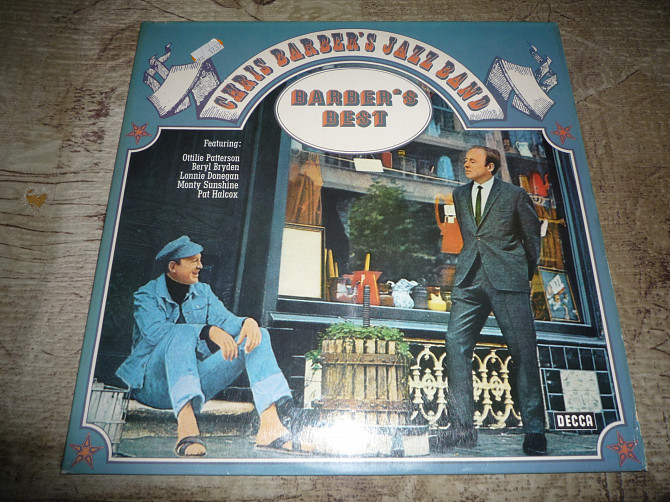 CHRIS BARBER'S JAZZ BAND
BARBER'S
BEST
Featuring:
Ottilie Patterson
Beryl Bryden
Lonnie Donegan
Monty Sunshine
Pat Halcox
DECCA